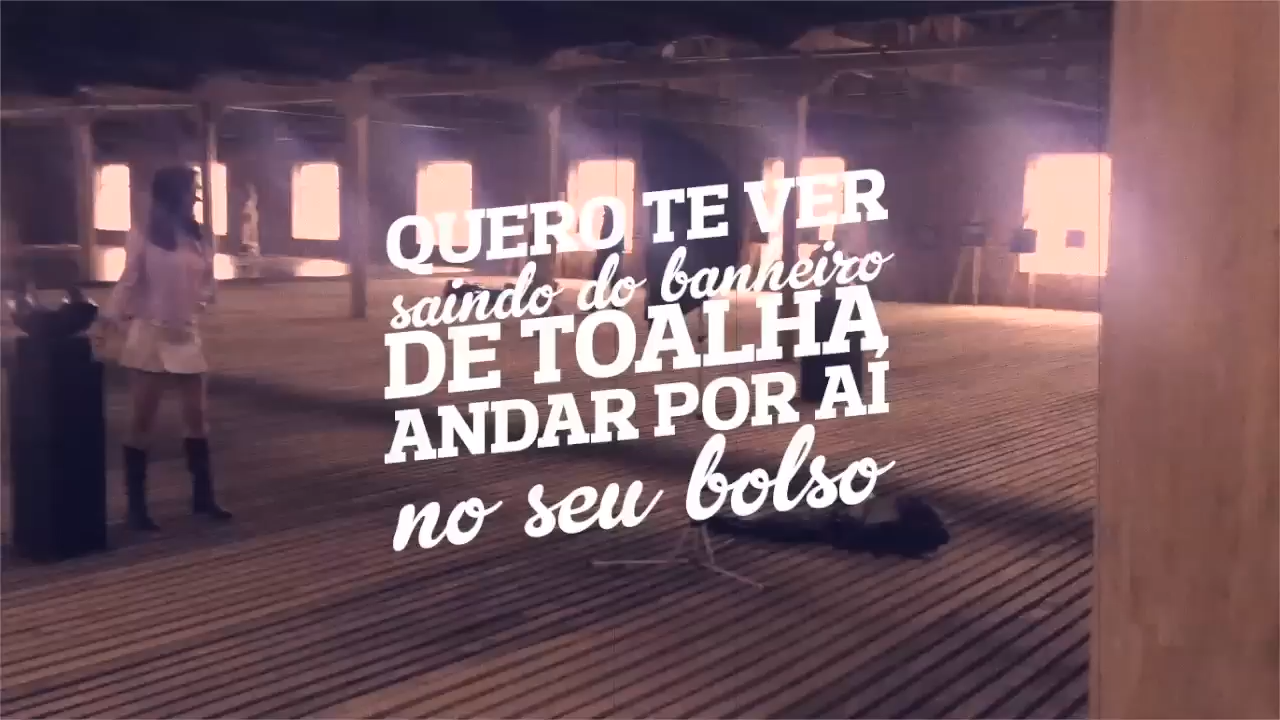 QUERO TE VER
saindo do banheiro
DE TOALHA
ANDAR POR AÍ
no seu bolso